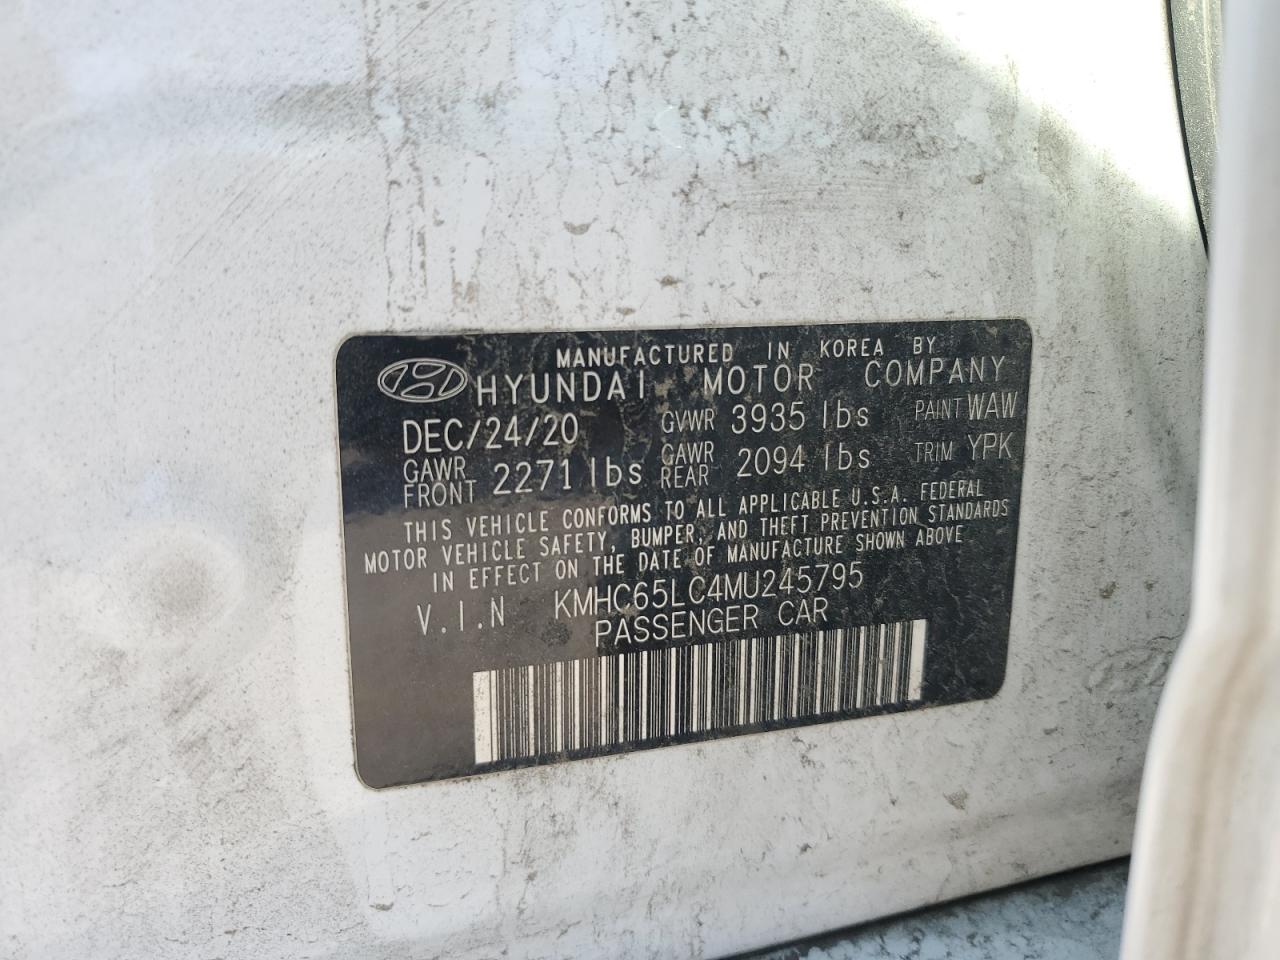 MANUFACTURED IN KOREA BY
HYUNDAI MOTOR COMPANY
DEC/24/20 GVWR 3935 lbs PAINT WAW
GAWR FRONT 2271 lbs GAWR REAR 2094 lbs TRIM YPK
THIS VEHICLE CONFORMS TO ALL APPLICABLE U.S.A. FEDERAL
MOTOR VEHICLE SAFETY, BUMPER, AND THEFT PREVENTION STANDARDS
IN EFFECT ON THE DATE OF MANUFACTURE SHOWN ABOVE
V.I.N KMHC65LC4MU245795
PASSENGER CAR